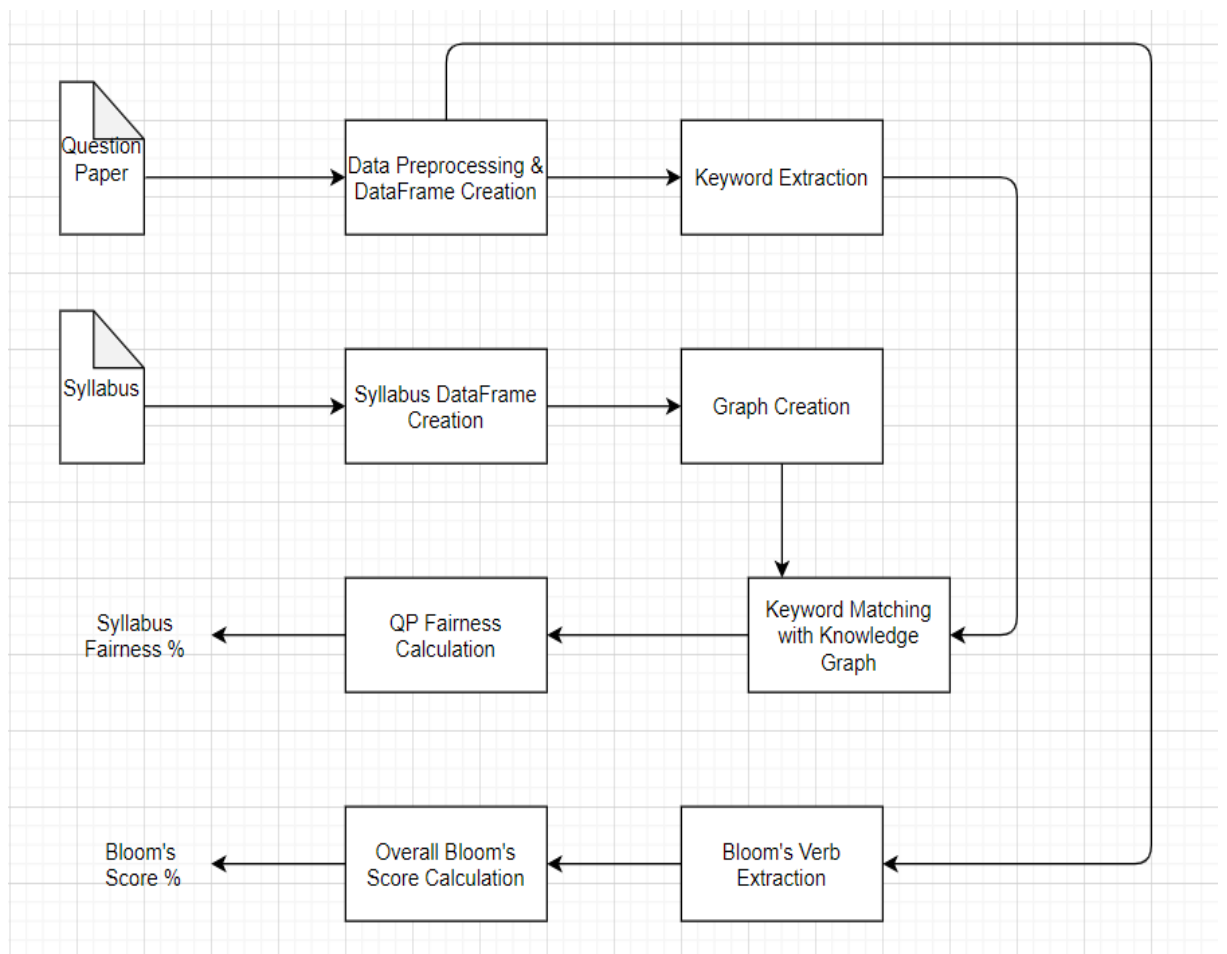 Question
Paper
Data Preprocessing &
DataFrame Creation
Keyword Extraction
Syllabus
Syllabus DataFrame
Creation
Graph Creation
Syllabus
Fairness %
QP Fairness
Calculation
Keyword Matching
with Knowledge
Graph
Bloom's
Score %
Overall Bloom's
Score Calculation
Bloom's Verb
Extraction